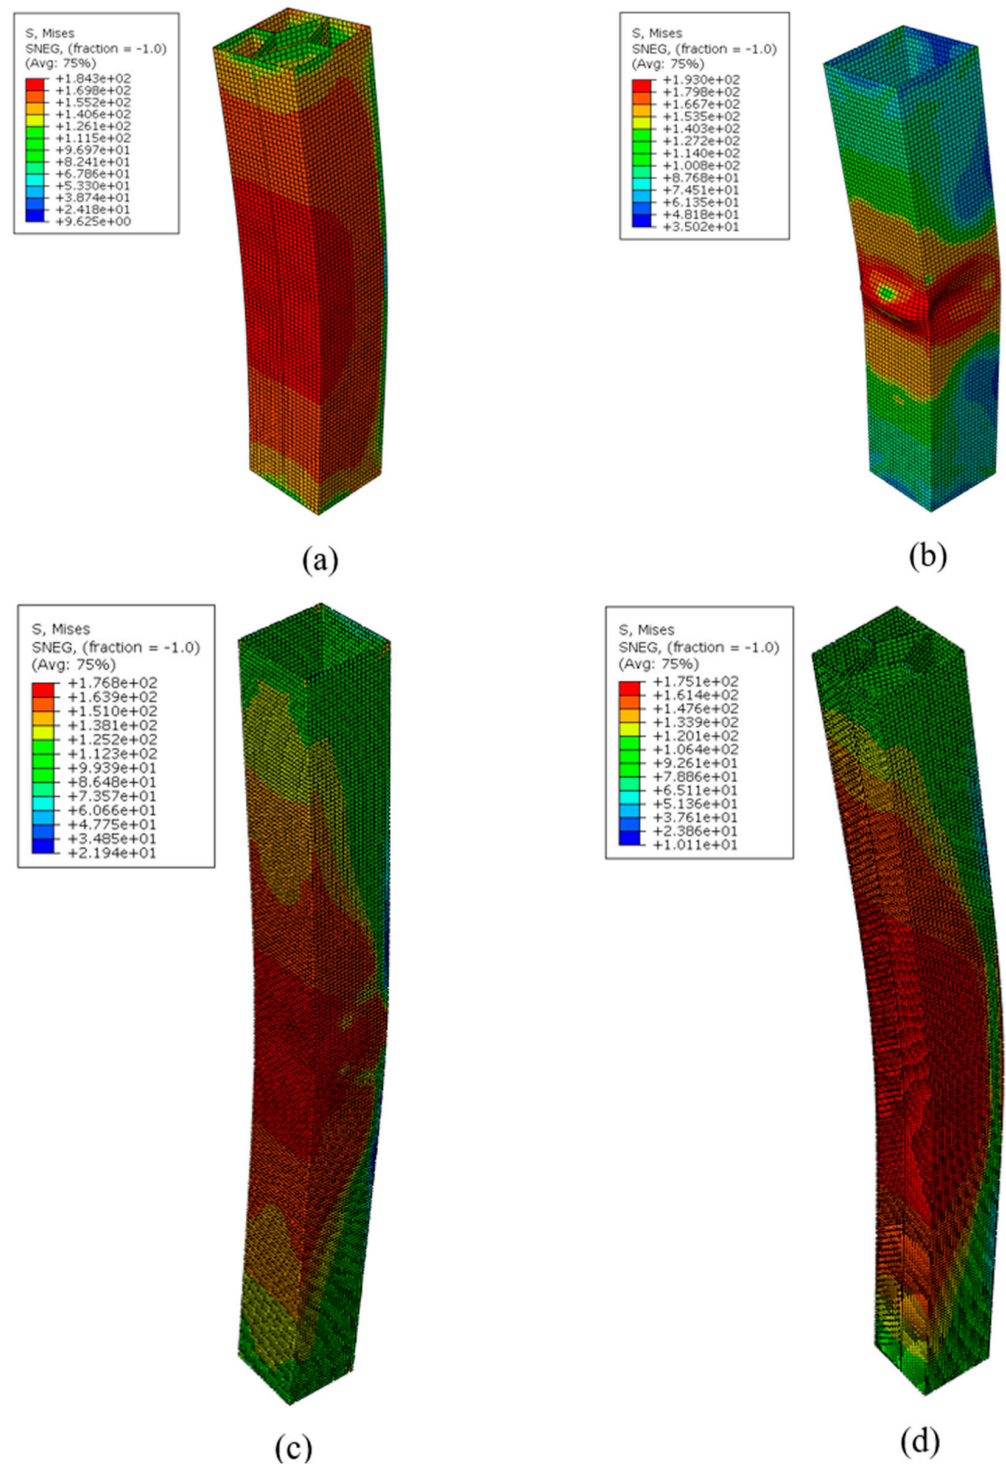 S, Mises
SNEG, (fraction = -1.0)
(Avg: 75%)
+1.843e+02
+1.698e+02
+1.552e+02
+1.406e+02
+1.261e+02
+1.115e+02
+9.697e+01
+8.241e+01
+6.786e+01
+5.330e+01
+3.874e+01
+2.418e+01
+9.625e+00
(a)
S, Mises
SNEG, (fraction = -1.0)
(Avg: 75%)
+1.930e+02
+1.798e+02
+1.667e+02
+1.535e+02
+1.403e+02
+1.272e+02
+1.140e+02
+1.008e+02
+8.768e+01
+7.451e+01
+6.135e+01
+4.818e+01
+3.502e+01
(b)
S, Mises
SNEG, (fraction = -1.0)
(Avg: 75%)
+1.768e+02
+1.639e+02
+1.510e+02
+1.381e+02
+1.252e+02
+1.123e+02
+9.939e+01
+8.648e+01
+7.357e+01
+6.066e+01
+4.775e+01
+3.485e+01
+2.194e+01
(c)
S, Mises
SNEG, (fraction = -1.0)
(Avg: 75%)
+1.751e+02
+1.614e+02
+1.476e+02
+1.339e+02
+1.201e+02
+1.064e+02
+9.261e+01
+7.886e+01
+6.511e+01
+5.136e+01
+3.761e+01
+2.386e+01
+1.011e+01
(d)